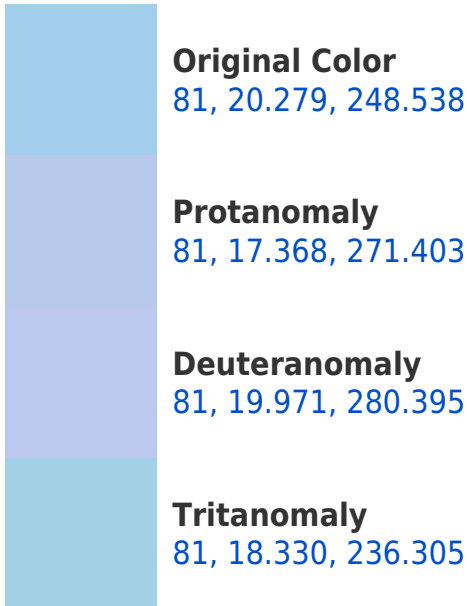 Original Color
81, 20.279, 248.538
Protanomaly
81, 17.368, 271.403
Deuteranomaly
81, 19.971, 280.395
Tritanomaly
81, 18.330, 236.305